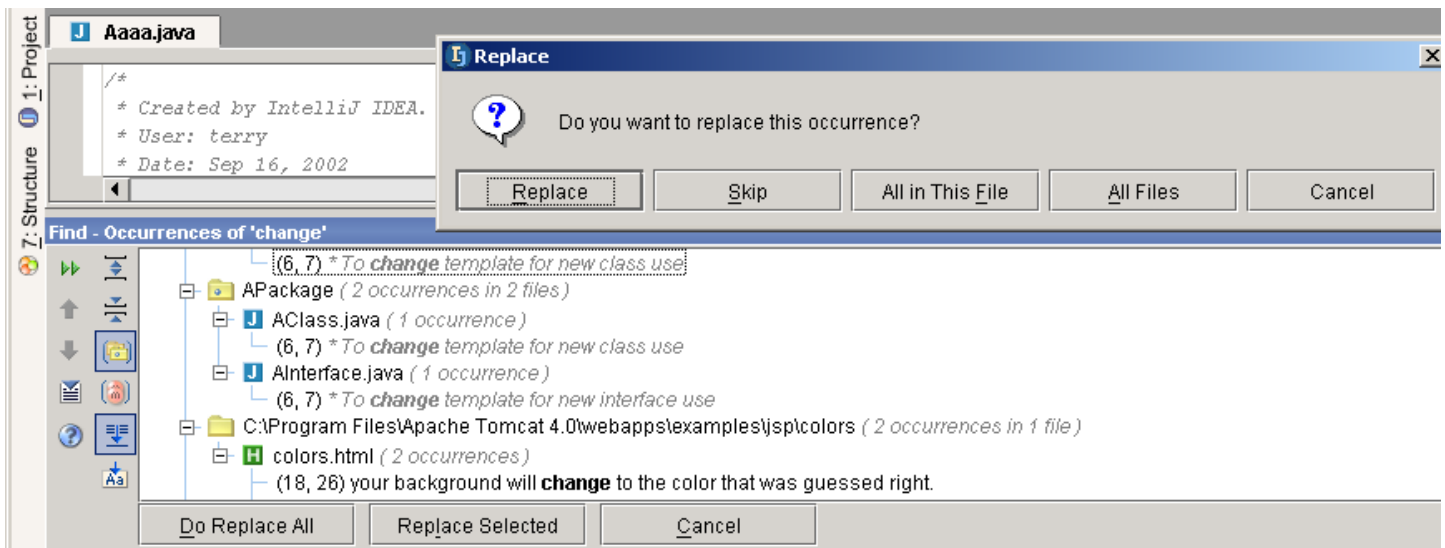 1: Project
7: Structure
Aaaa.java
/*
* Created by IntelliJ IDEA.
* User: terry
* Date: Sep 16, 2002
Replace
Do you want to replace this occurrence?
Replace Skip All in This File All Files Cancel
Find - Occurrences of 'change'
(6, 7) * To change template for new class use
APackage ( 2 occurrences in 2 files )
AClass.java ( 1 occurrence )
(6, 7) * To change template for new class use
AInterface.java ( 1 occurrence )
(6, 7) * To change template for new interface use
C:\Program Files\Apache Tomcat 4.0\webapps\examples\jsp\colors ( 2 occurrences in 1 file )
colors.html ( 2 occurrences )
(18, 26) your background will change to the color that was guessed right.
Do Replace All Replace Selected Cancel